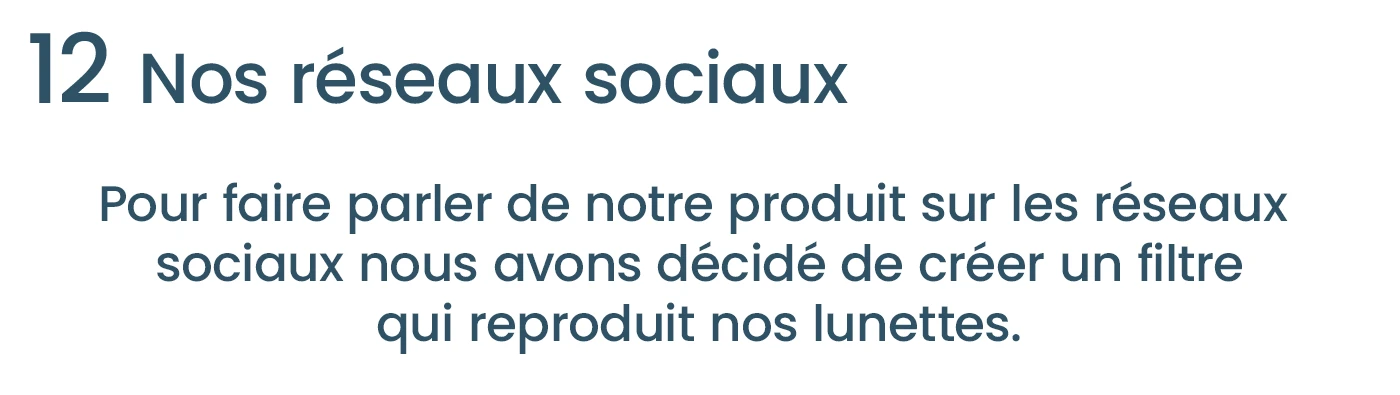 12 Nos réseaux sociaux
Pour faire parler de notre produit sur les réseaux
sociaux nous avons décidé de créer un filtre
qui reproduit nos lunettes.